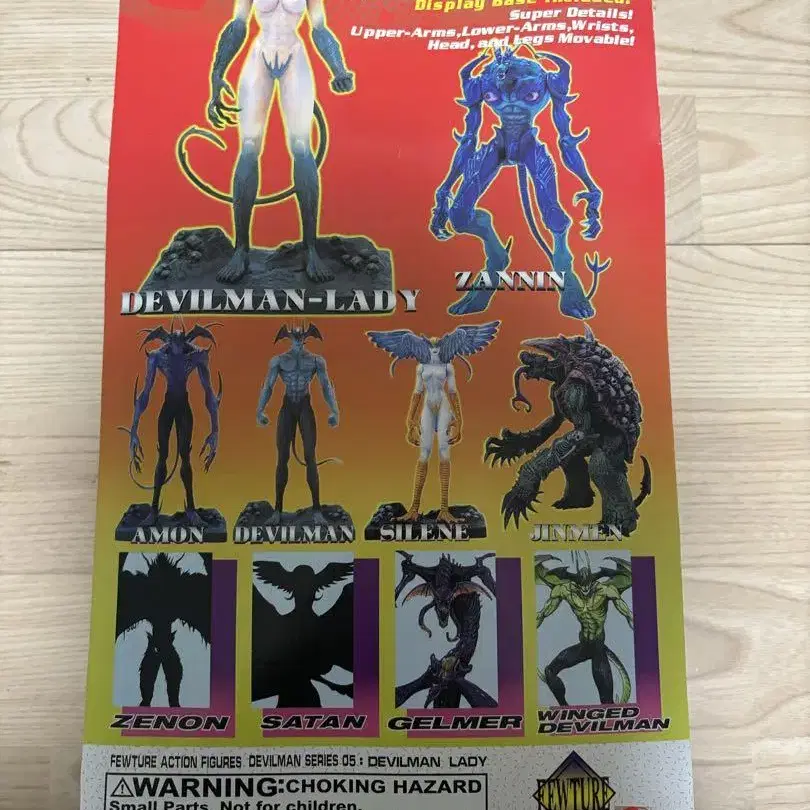 Display Base Included!
Super Details!
Upper-Arms,Lower-Arms,Wrists,
Head, and Legs Movable!
DEVILMAN-LADY
ZANNIN
AMON
DEVILMAN
SILENE
JINMEN
ZENON
SATAN
GELMER
WINGED
DEVILMAN
FEWTURE ACTION FIGURES DEVILMAN SERIES 05: DEVILMAN LADY
WARNING:CHOKING HAZARD
Small Parts. Not for children.
FEWTURE